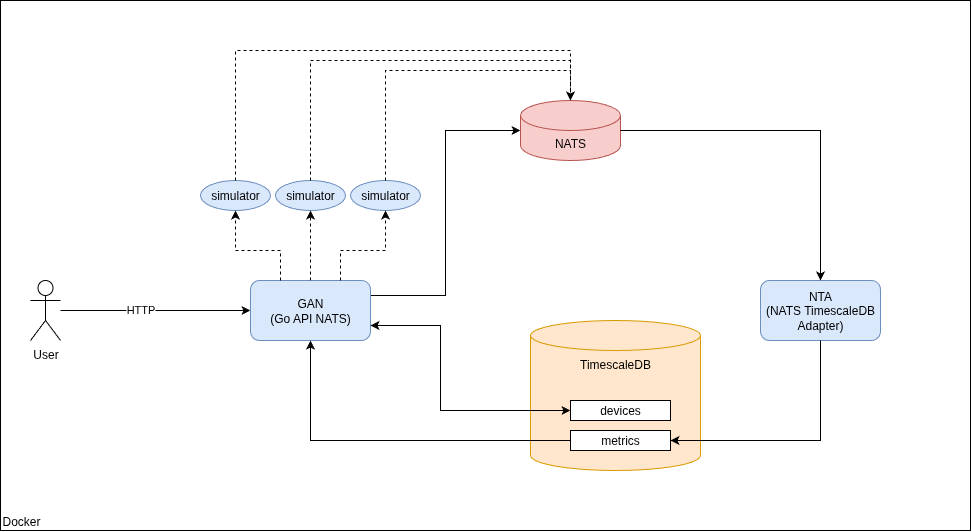 NATS
simulator
simulator
simulator
HTTP
GAN
(Go API NATS)
NTA
(NATS TimescaleDB
Adapter)
User
TimescaleDB
devices
metrics
Docker